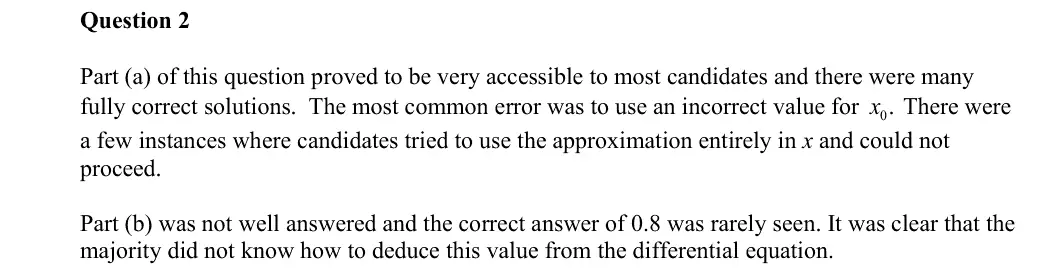 Question 2
Part (a) of this question proved to be very accessible to most candidates and there were many
fully correct solutions.  The most common error was to use an incorrect value for x₀.  There were
a few instances where candidates tried to use the approximation entirely in x and could not
proceed.
Part (b) was not well answered and the correct answer of 0.8 was rarely seen. It was clear that the
majority did not know how to deduce this value from the differential equation.